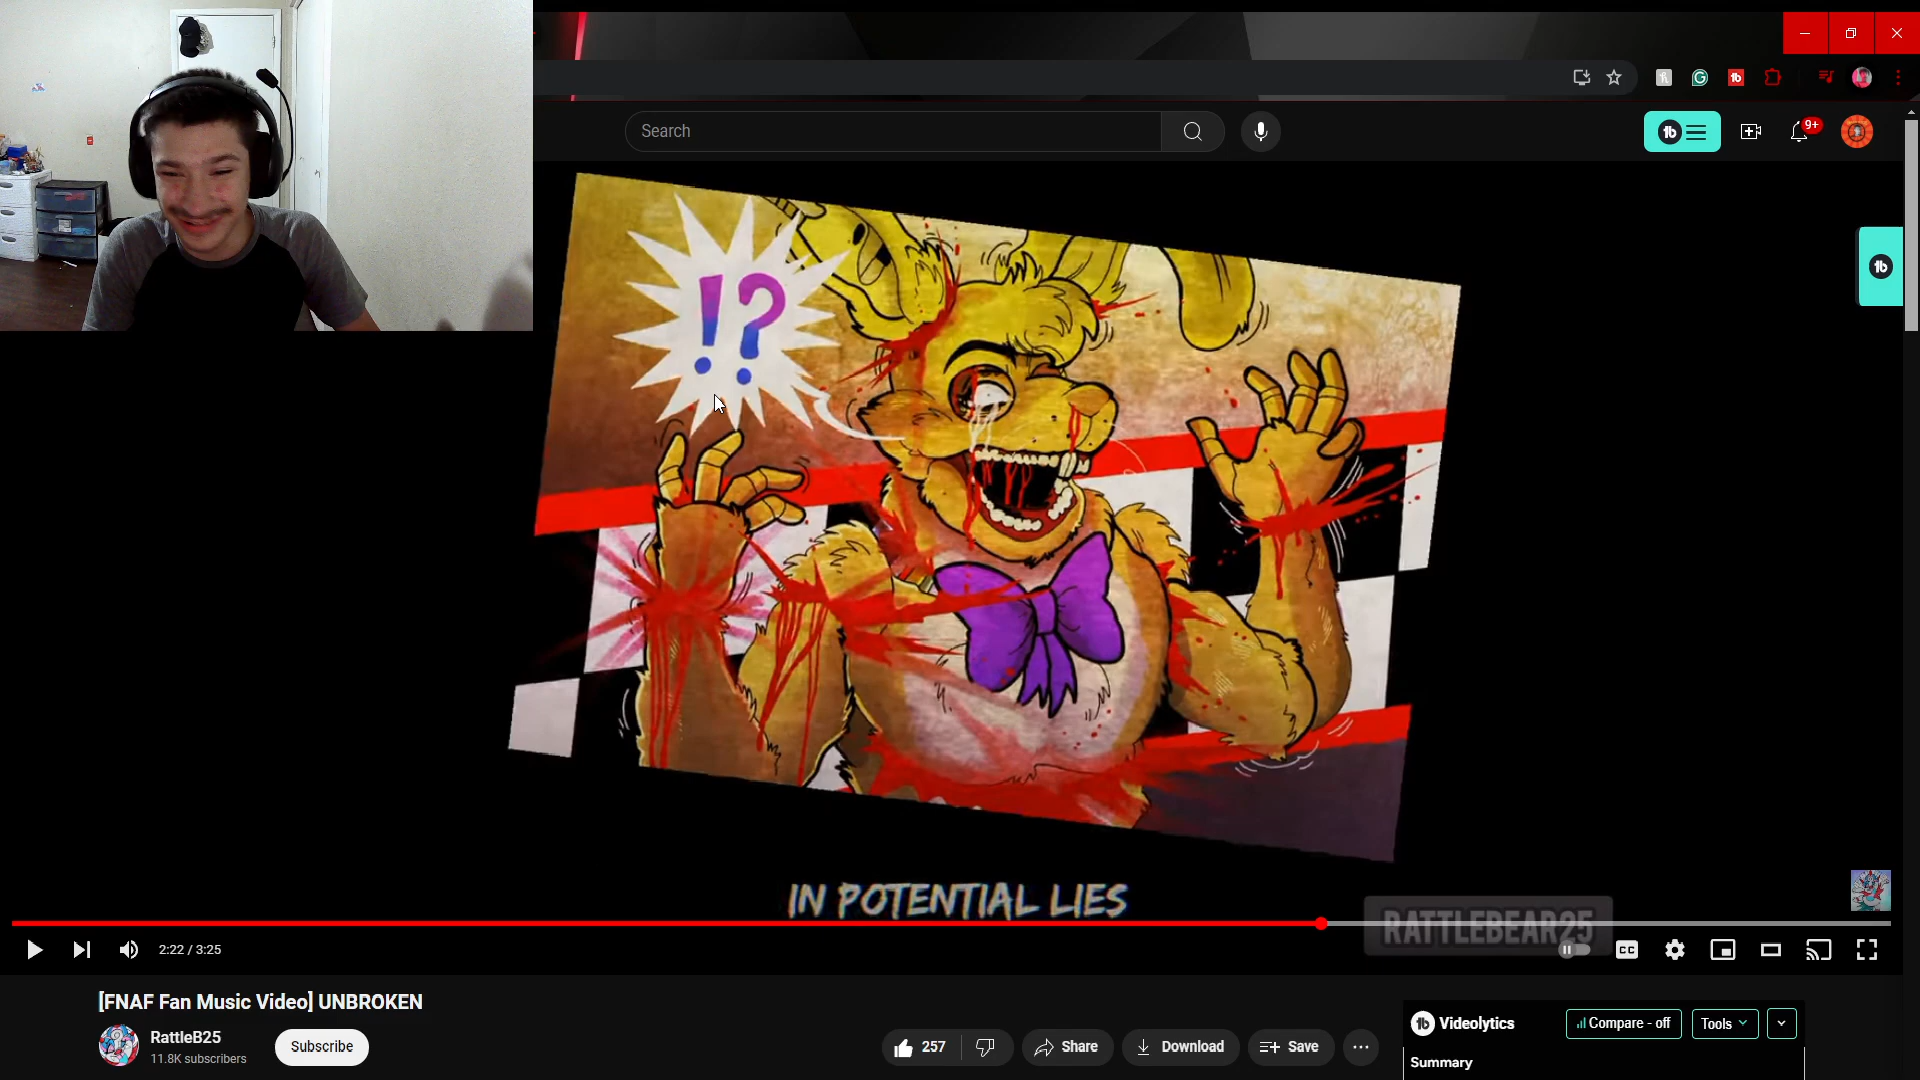 Search
9+
!?
IN POTENTIAL LIES
RATTLEBEAR25
2:22 / 3:25
CC
[FNAF Fan Music Video] UNBROKEN
RattleB25
11.8K subscribers
Subscribe
257
Share
Download
Save
Videolytics
Compare - off
Tools
Summary